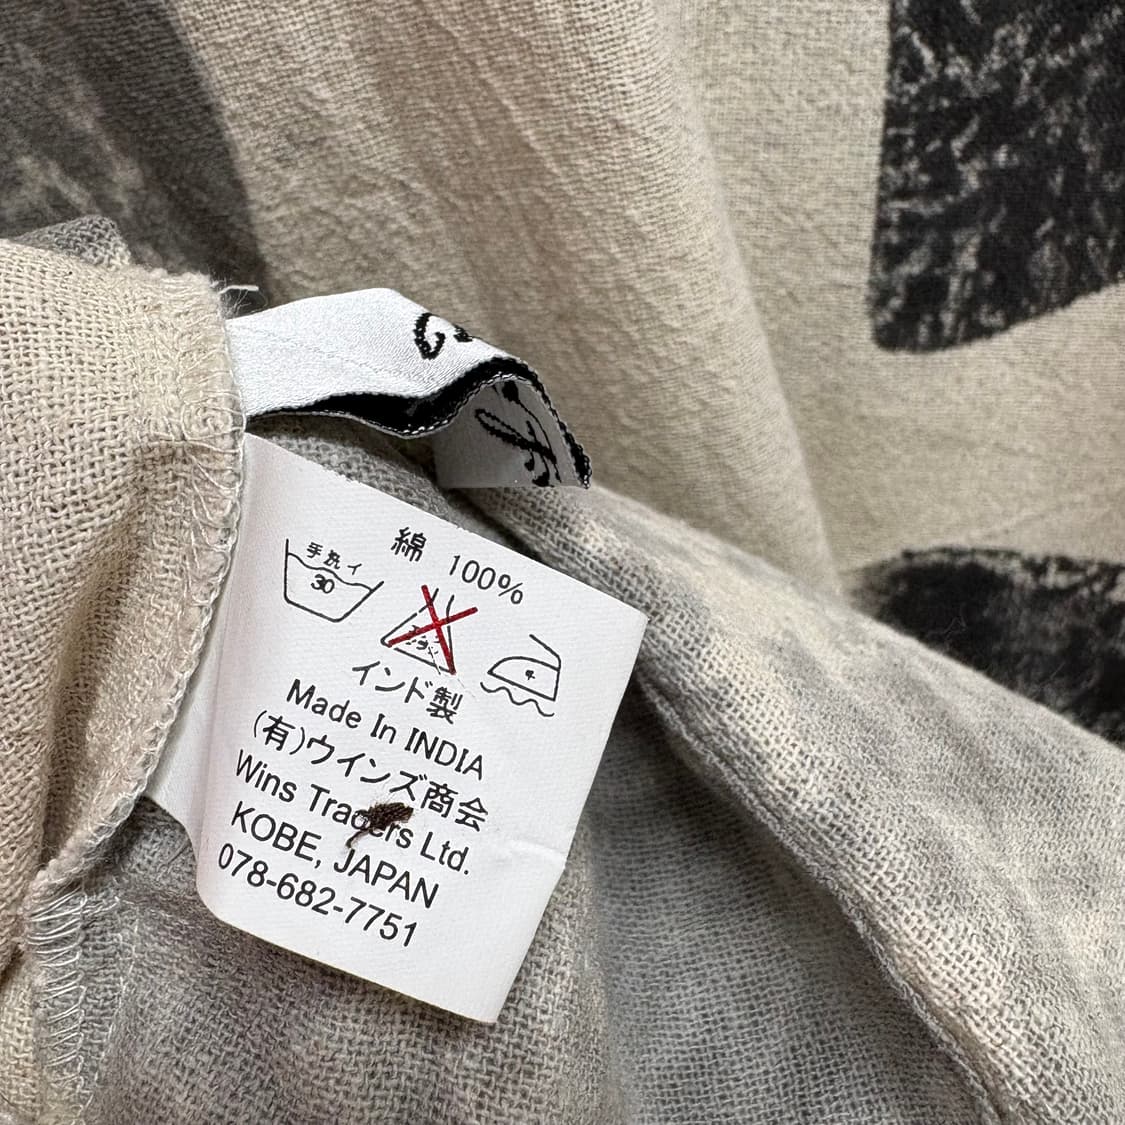 綿 100%
手洗イ
30
インド製
Made In INDIA
(有)ウインズ商会
Wins Traders Ltd.
KOBE, JAPAN
078-682-7751